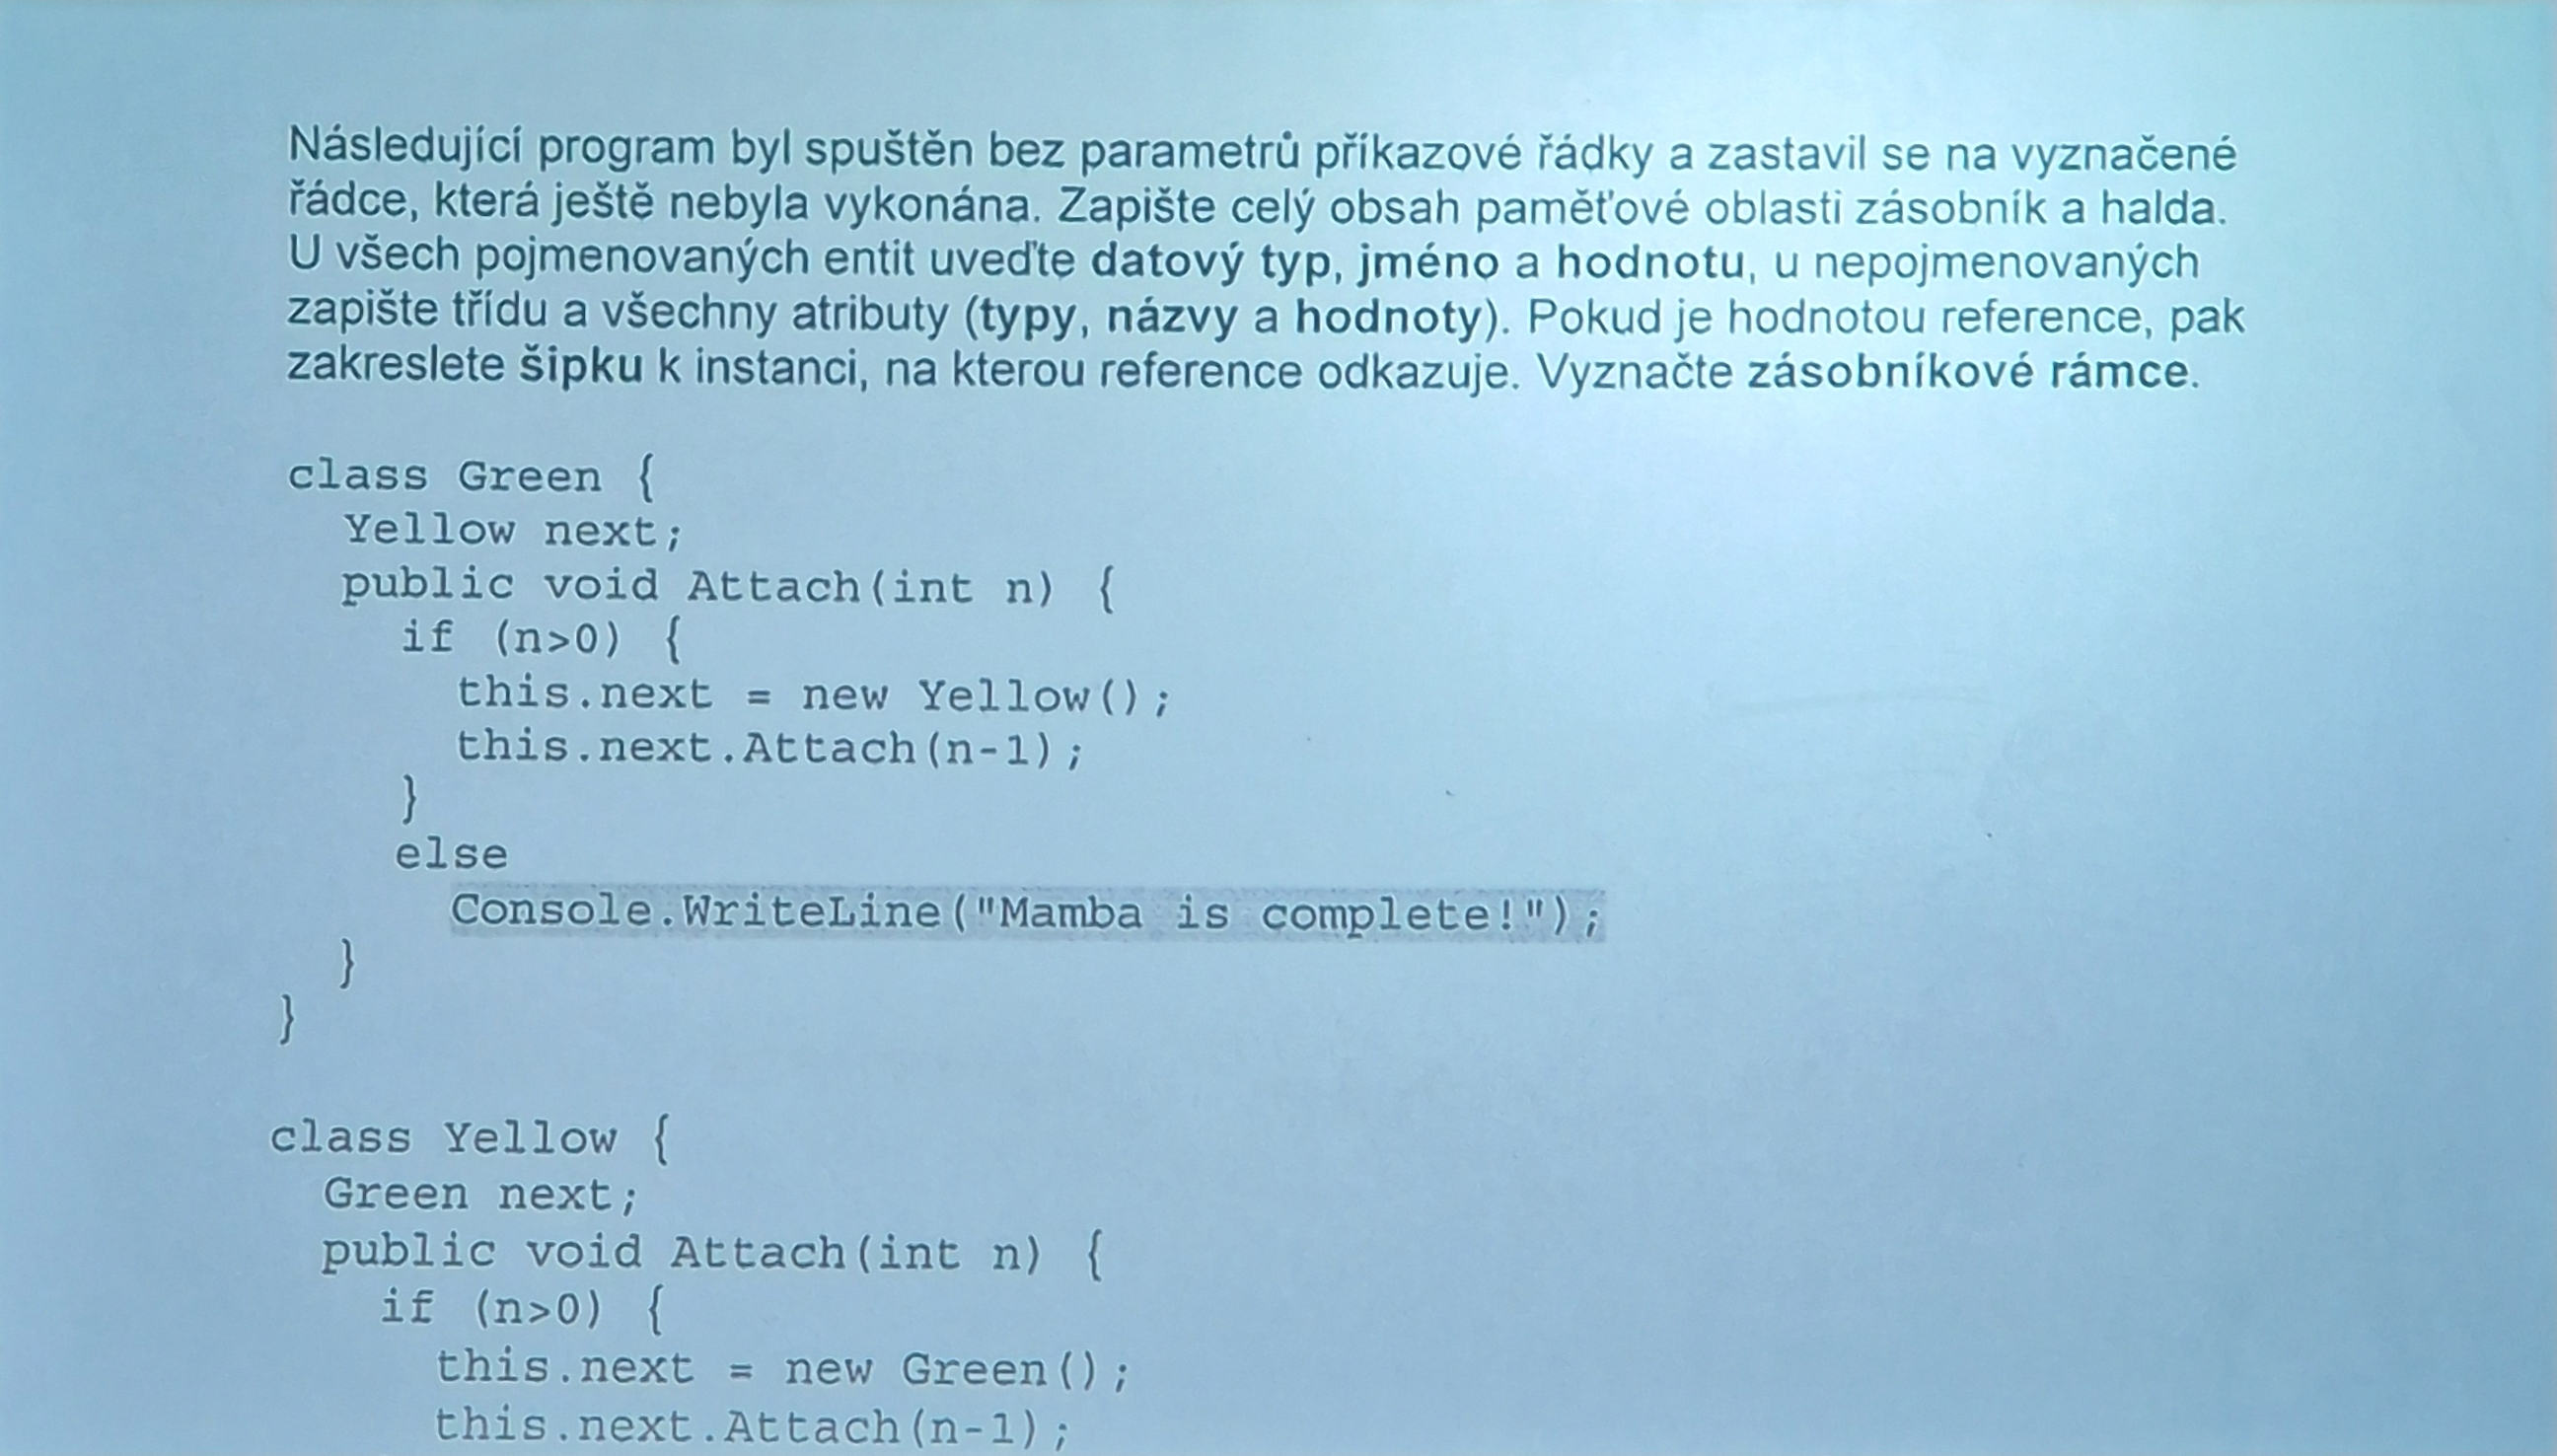 Následující program byl spuštěn bez parametrů příkazové řádky a zastavil se na vyznačené
řádce, která ještě nebyla vykonána. Zapište celý obsah paměťové oblasti zásobník a halda.
U všech pojmenovaných entit uveďte datový typ, jméno a hodnotu, u nepojmenovaných
zapište třídu a všechny atributy (typy, názvy a hodnoty). Pokud je hodnotou reference, pak
zakreslete šipku k instanci, na kterou reference odkazuje. Vyznačte zásobníkové rámce.
class Green {
Yellow next;
public void Attach(int n) {
if (n>0) {
this.next = new Yellow();
this.next.Attach(n-1);
}
else
Console.WriteLine("Mamba is complete!");
}
}
class Yellow {
Green next;
public void Attach(int n) {
if (n>0) {
this.next = new Green();
this.next.Attach(n-1);